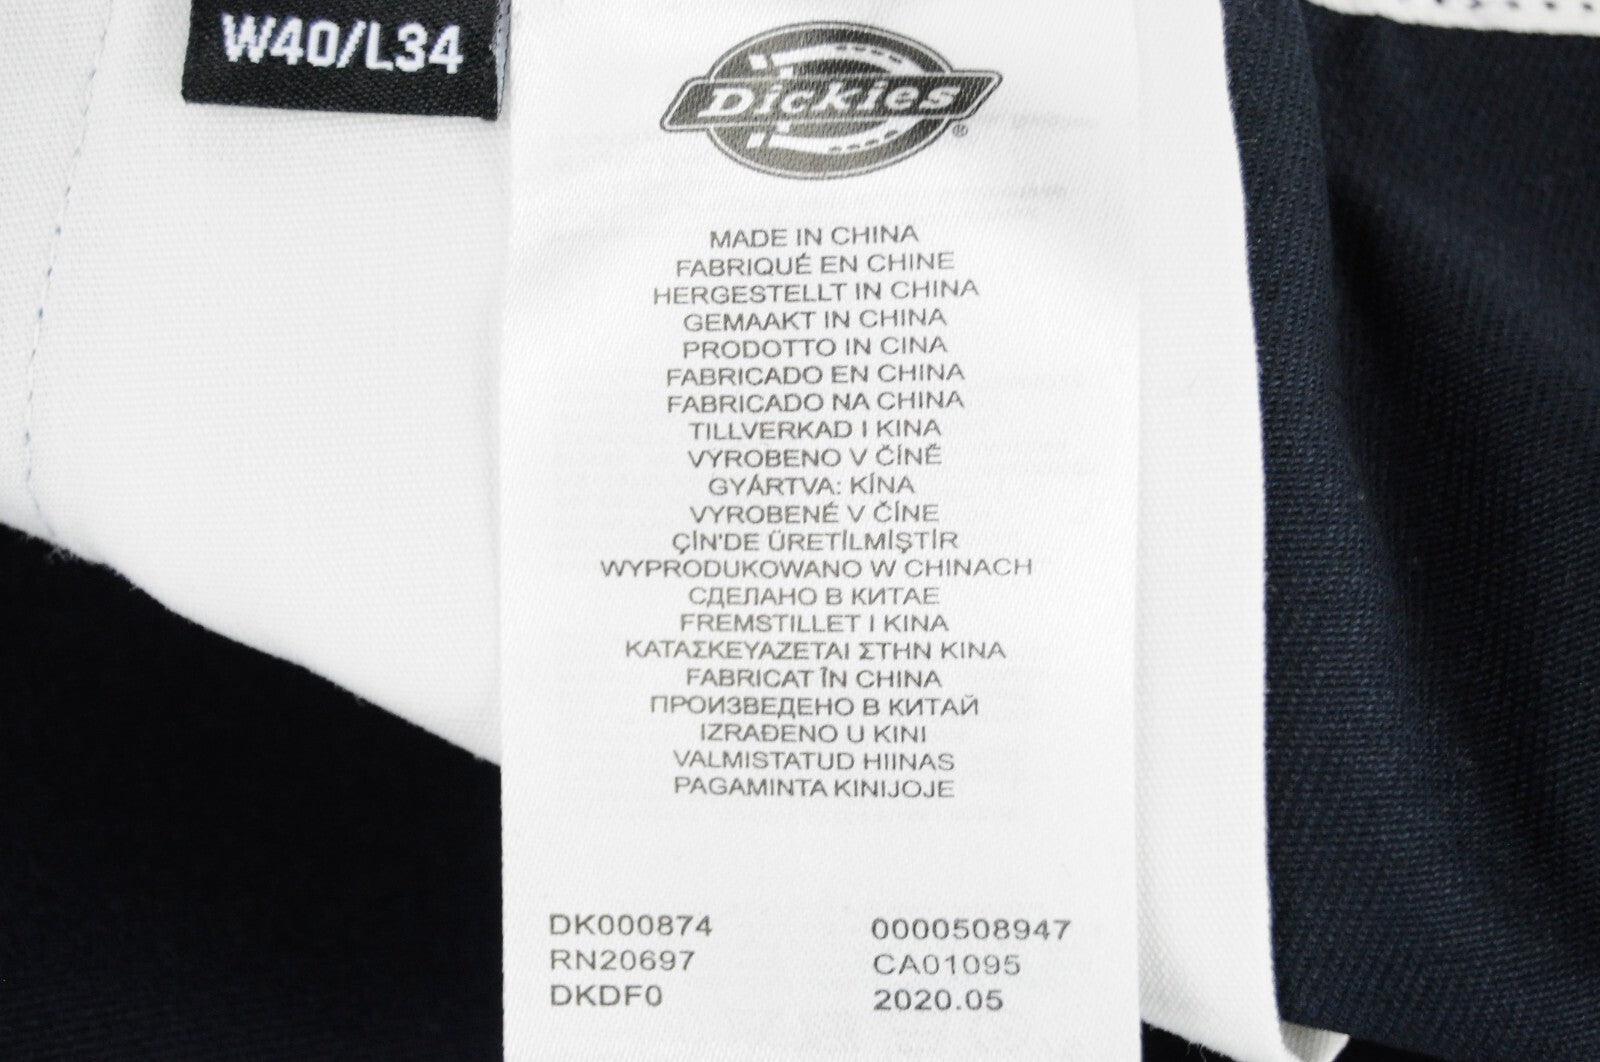 W40/L34
Dickies®
MADE IN CHINA
FABRIQUÉ EN CHINE
HERGESTELLT IN CHINA
GEMAAKT IN CHINA
PRODOTTO IN CINA
FABRICADO EN CHINA
FABRICADO NA CHINA
TILLVERKAD I KINA
VYROBENO V ČÍNĚ
GYÁRTVA: KÍNA
VYROBENÉ V ČÍNE
ÇİN'DE ÜRETİLMİŞTİR
WYPRODUKOWANO W CHINACH
СДЕЛАНО В КИТАЕ
FREMSTILLET I KINA
ΚΑΤΑΣΚΕΥΑΖΕΤΑΙ ΣΤΗΝ ΚΙΝΑ
FABRICAT ÎN CHINA
ПРОИЗВЕДЕНО В КИТАЙ
IZRAĐENO U KINI
VALMISTATUD HIINAS
PAGAMINTA KINIJOJE
DK000874 0000508947
RN20697 CA01095
DKDF0 2020.05